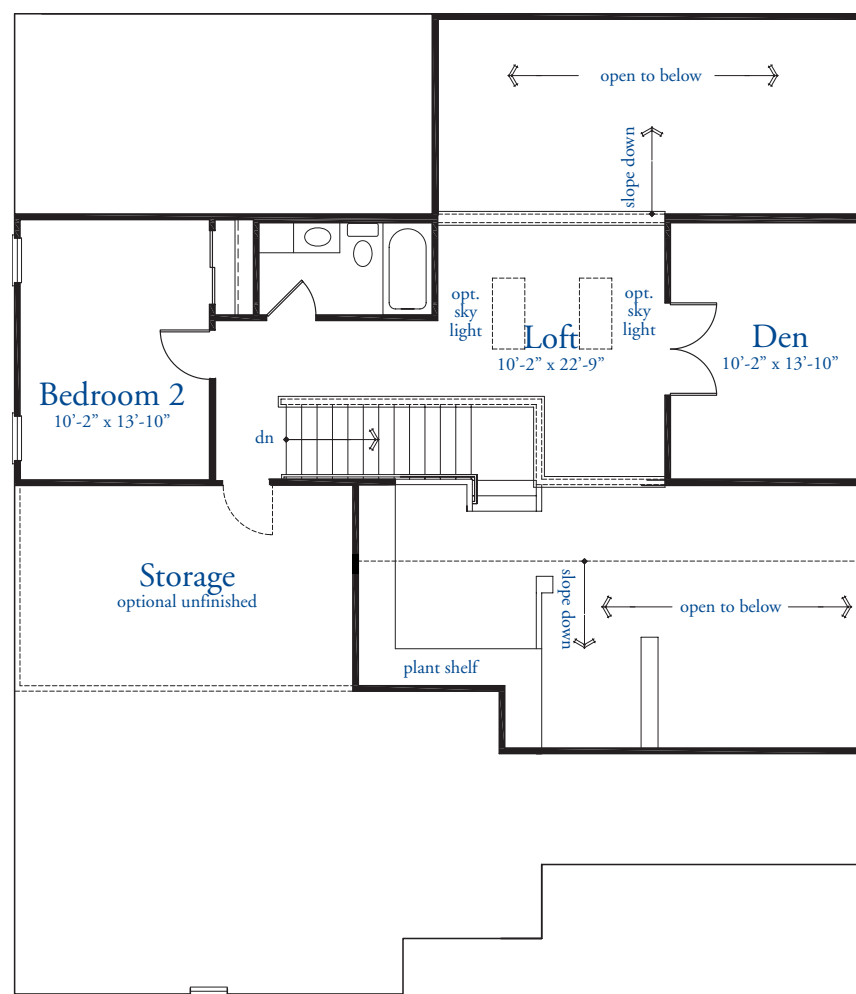 open to below
slope down
opt.
sky
light
opt.
sky
light
Loft
10’-2” x 22’-9”
Den
10’-2” x 13’-10”
Bedroom 2
10’-2” x 13’-10”
dn
Storage
optional unfinished
slope down
open to below
plant shelf